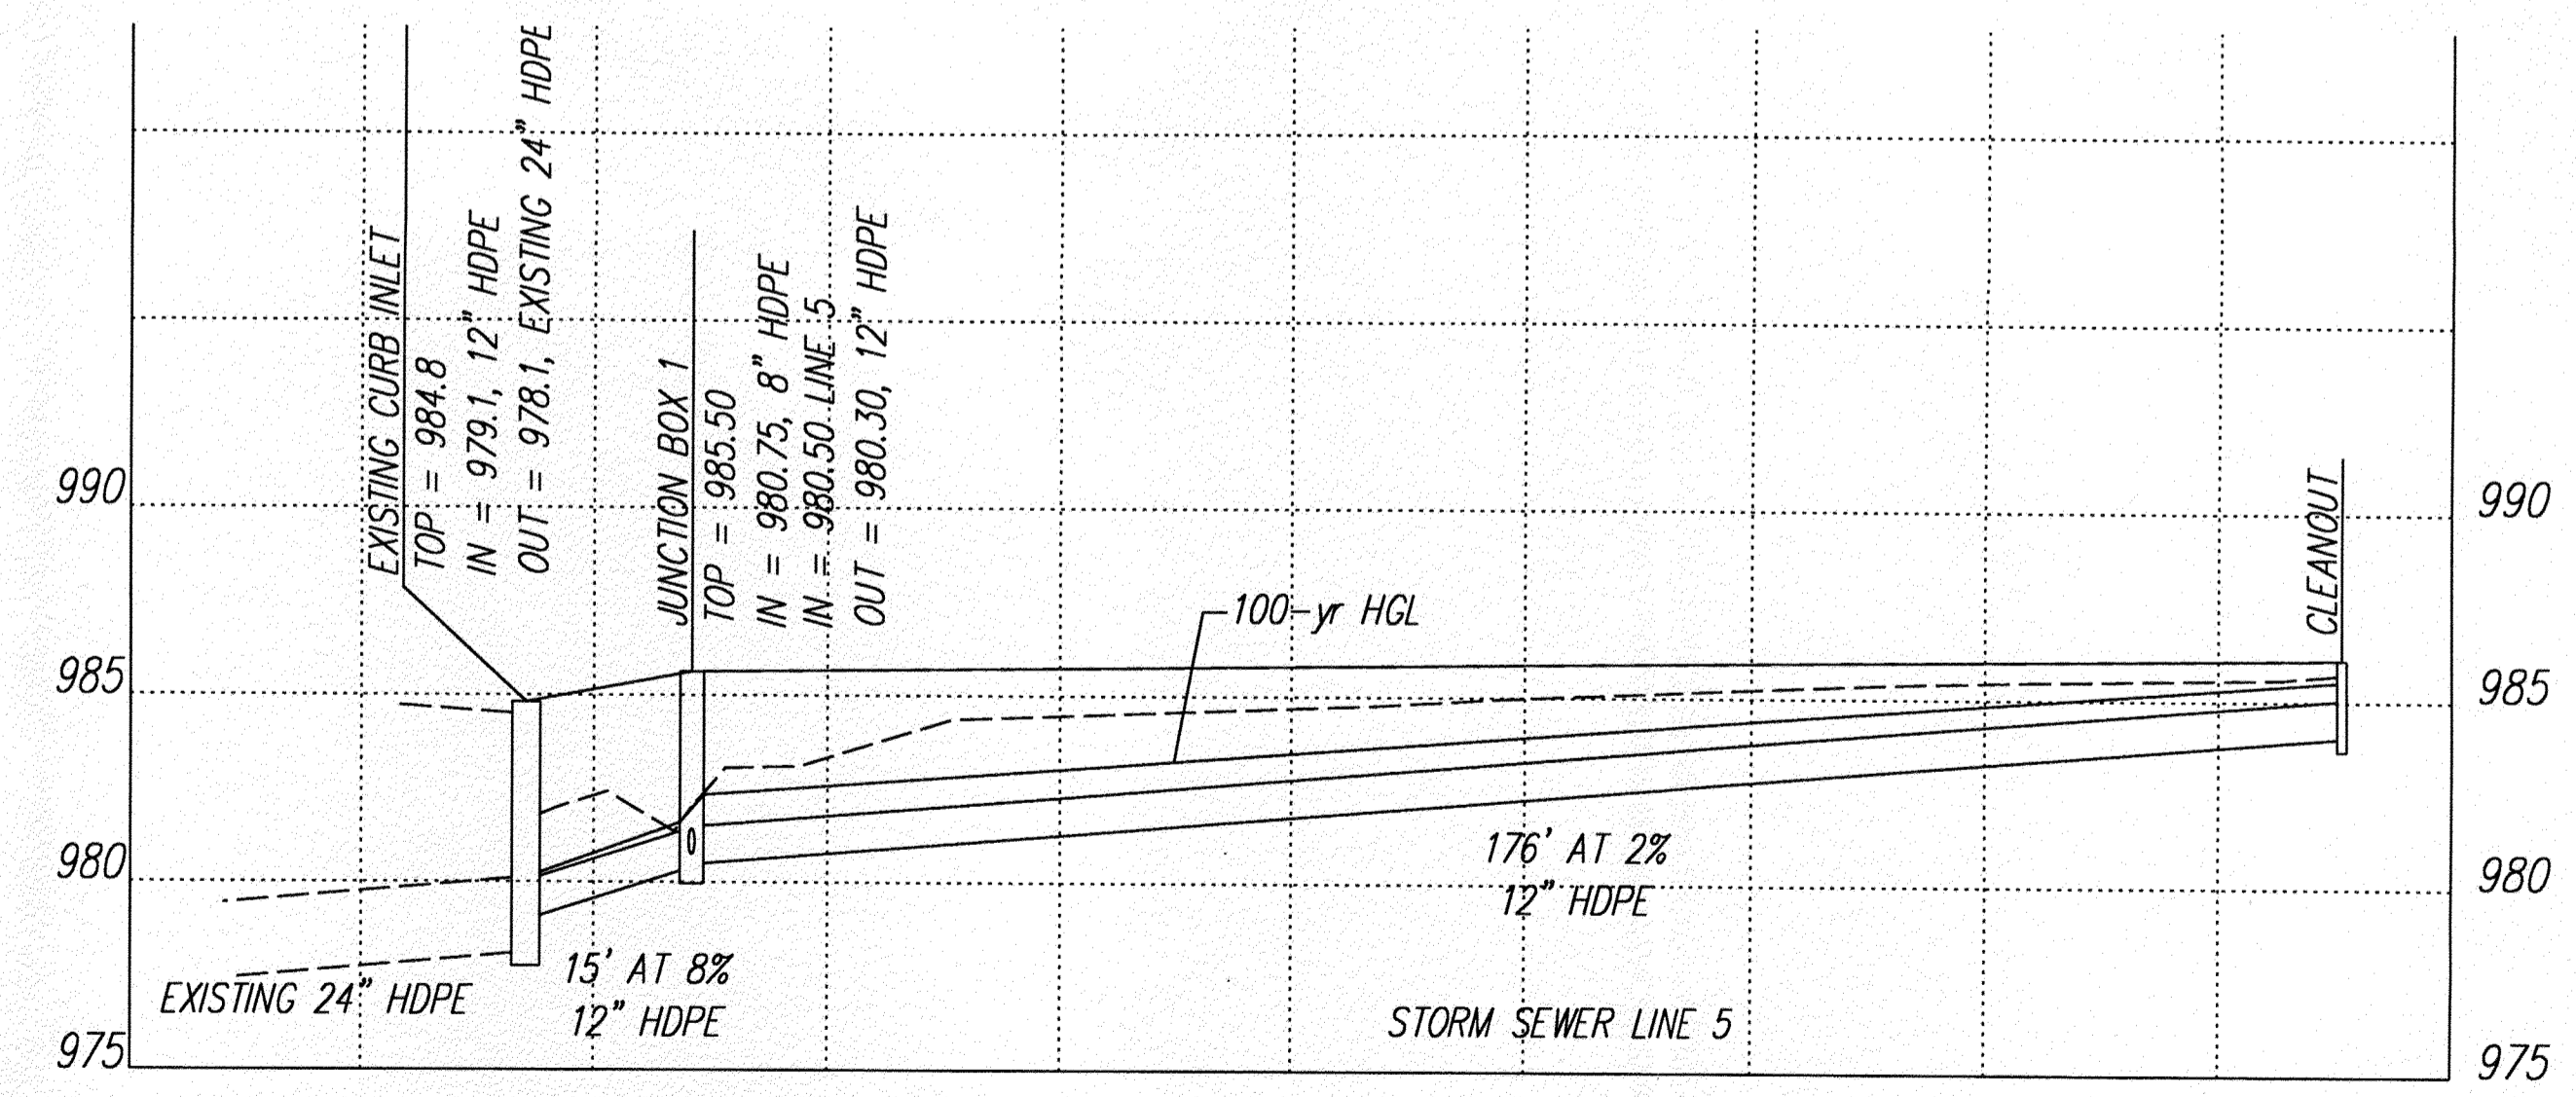 EXISTING CURB INLET
TOP = 984.8
IN = 979.1, 12" HDPE
OUT = 978.1, EXISTING 24" HDPE
JUNCTION BOX 1
TOP = 985.50
IN = 980.75, 8" HDPE
IN = 980.50 LINE 5
OUT = 980.30, 12" HDPE
CLEANOUT
990
990
100-yr HGL
985
985
980
980
176' AT 2%
12" HDPE
15' AT 8%
12" HDPE
EXISTING 24" HDPE
STORM SEWER LINE 5
975
975